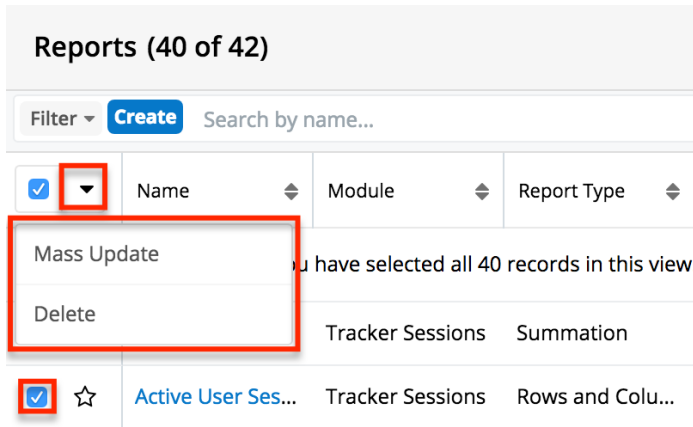 Reports (40 of 42)
Filter Create Search by name...
Name Module Report Type
Mass Update
u have selected all 40 records in this view
Delete
Tracker Sessions Summation
Active User Ses... Tracker Sessions Rows and Colu...